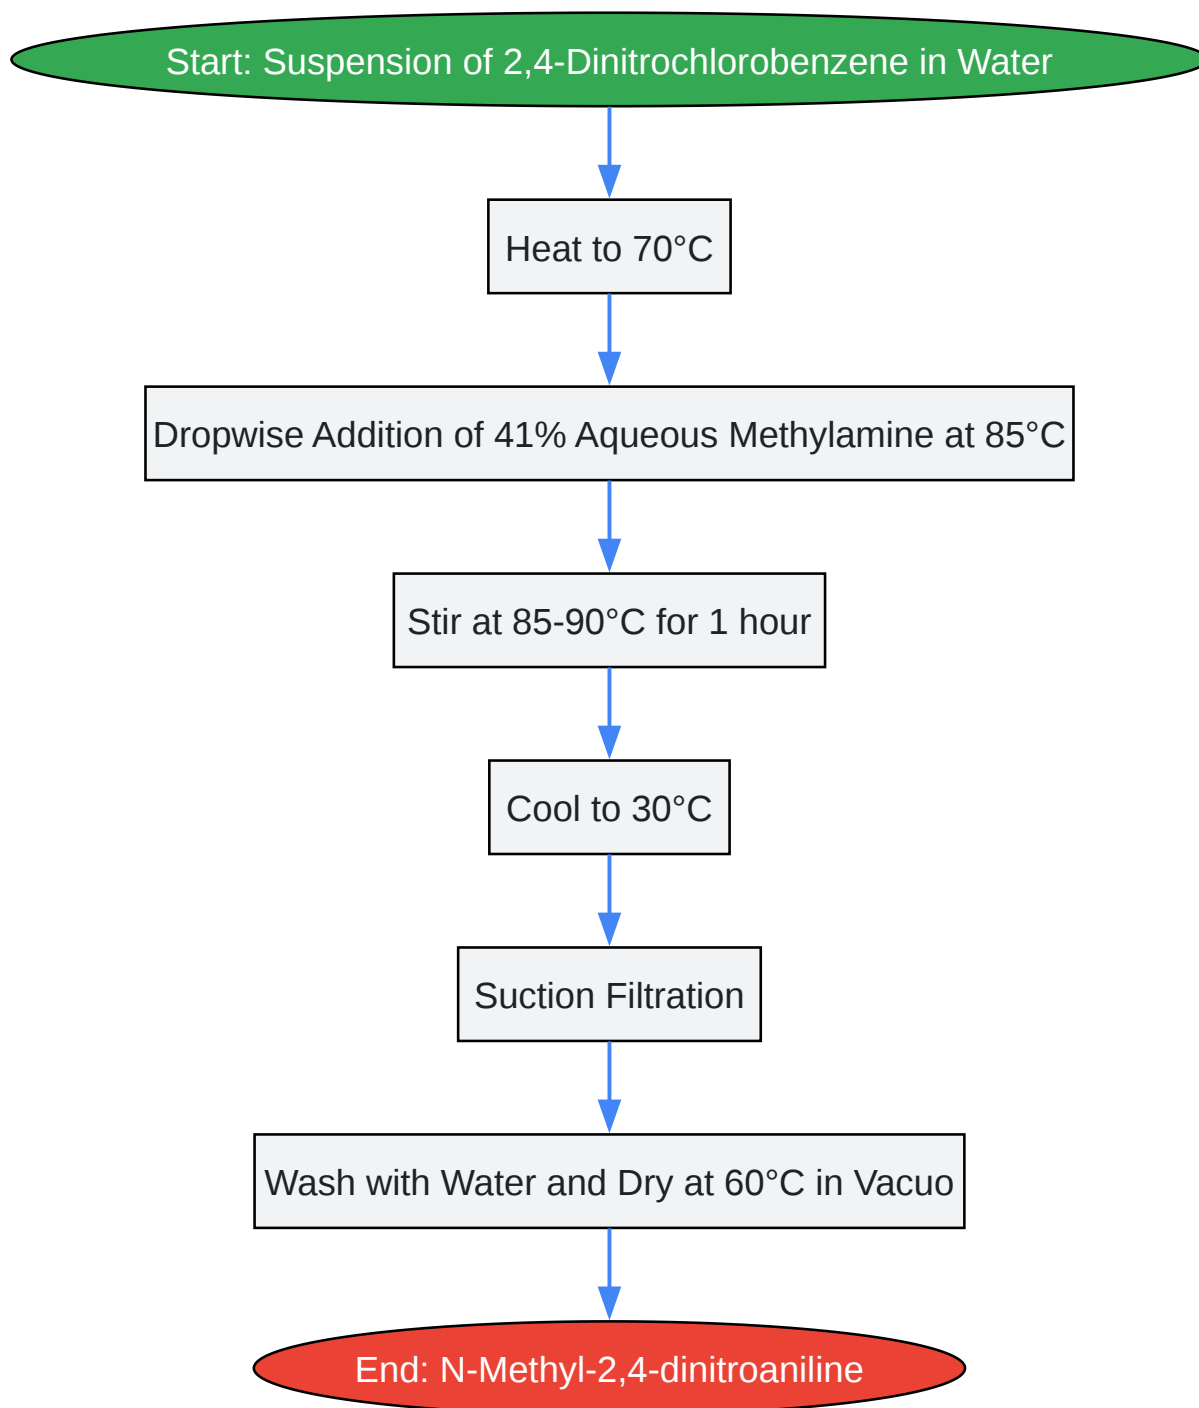 Start: Suspension of 2,4-Dinitrochlorobenzene in Water
Heat to 70°C
Dropwise Addition of 41% Aqueous Methylamine at 85°C
Stir at 85-90°C for 1 hour
Cool to 30°C
Suction Filtration
Wash with Water and Dry at 60°C in Vacuo
End: N-Methyl-2,4-dinitroaniline